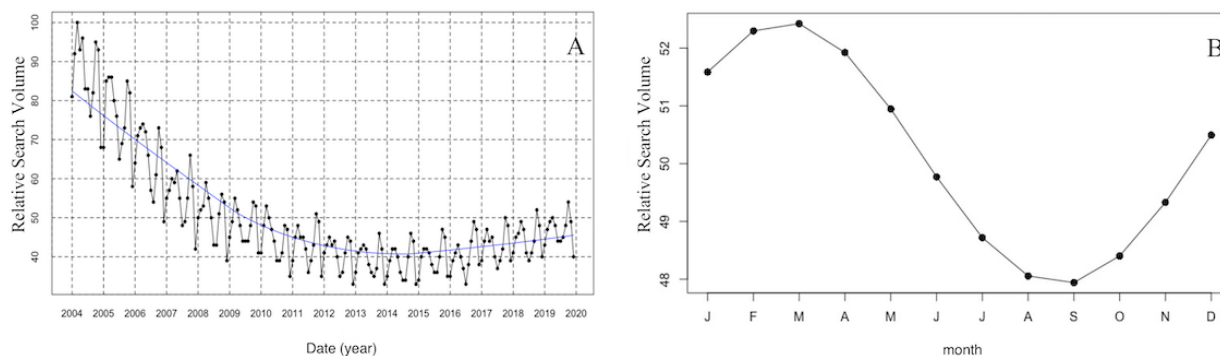 A
Relative Search Volume
100
90
80
70
60
50
40
2004 2005 2006 2007 2008 2009 2010 2011 2012 2013 2014 2015 2016 2017 2018 2019 2020
Date (year)
B
Relative Search Volume
52
51
50
49
48
J F M A M J J A S O N D
month